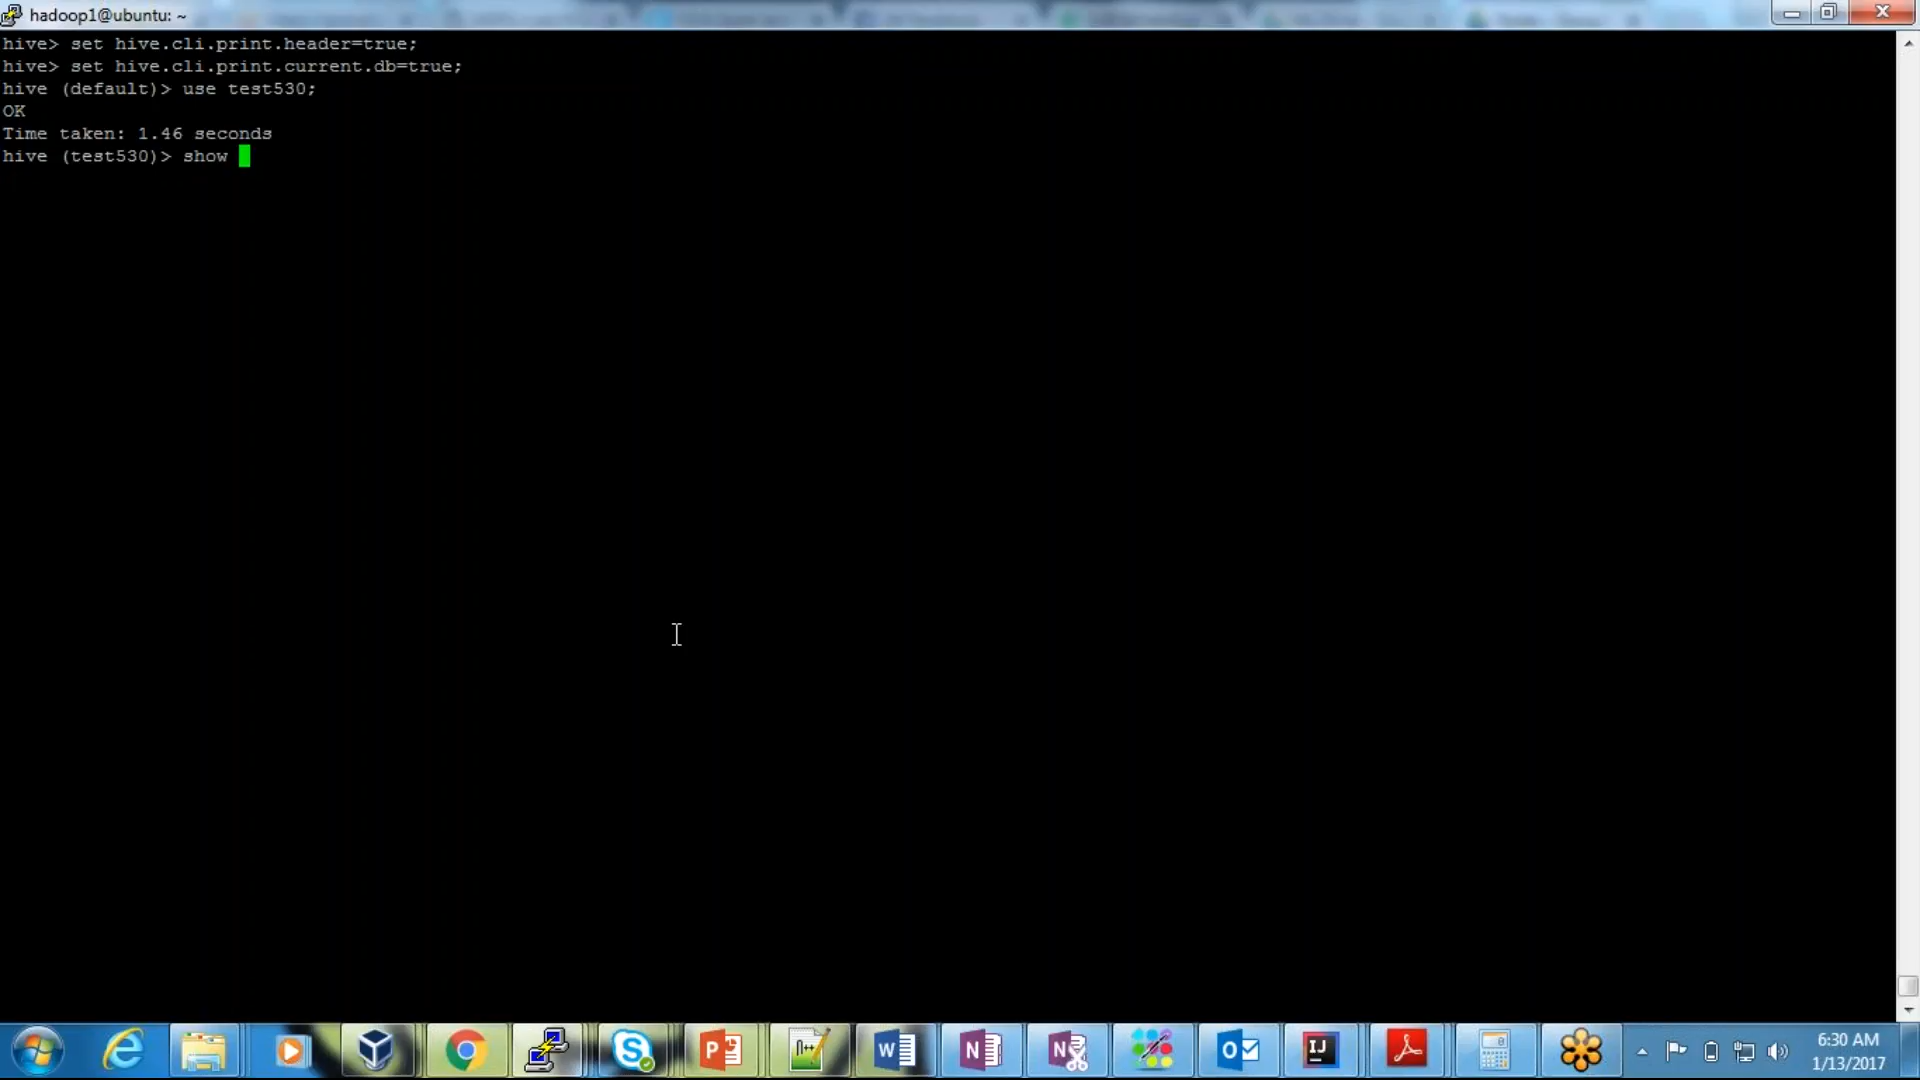 hadoop1@ubuntu: ~
hive> set hive.cli.print.header=true;
hive> set hive.cli.print.current.db=true;
hive (default)> use test530;
OK
Time taken: 1.46 seconds
hive (test530)> show
6:30 AM
1/13/2017